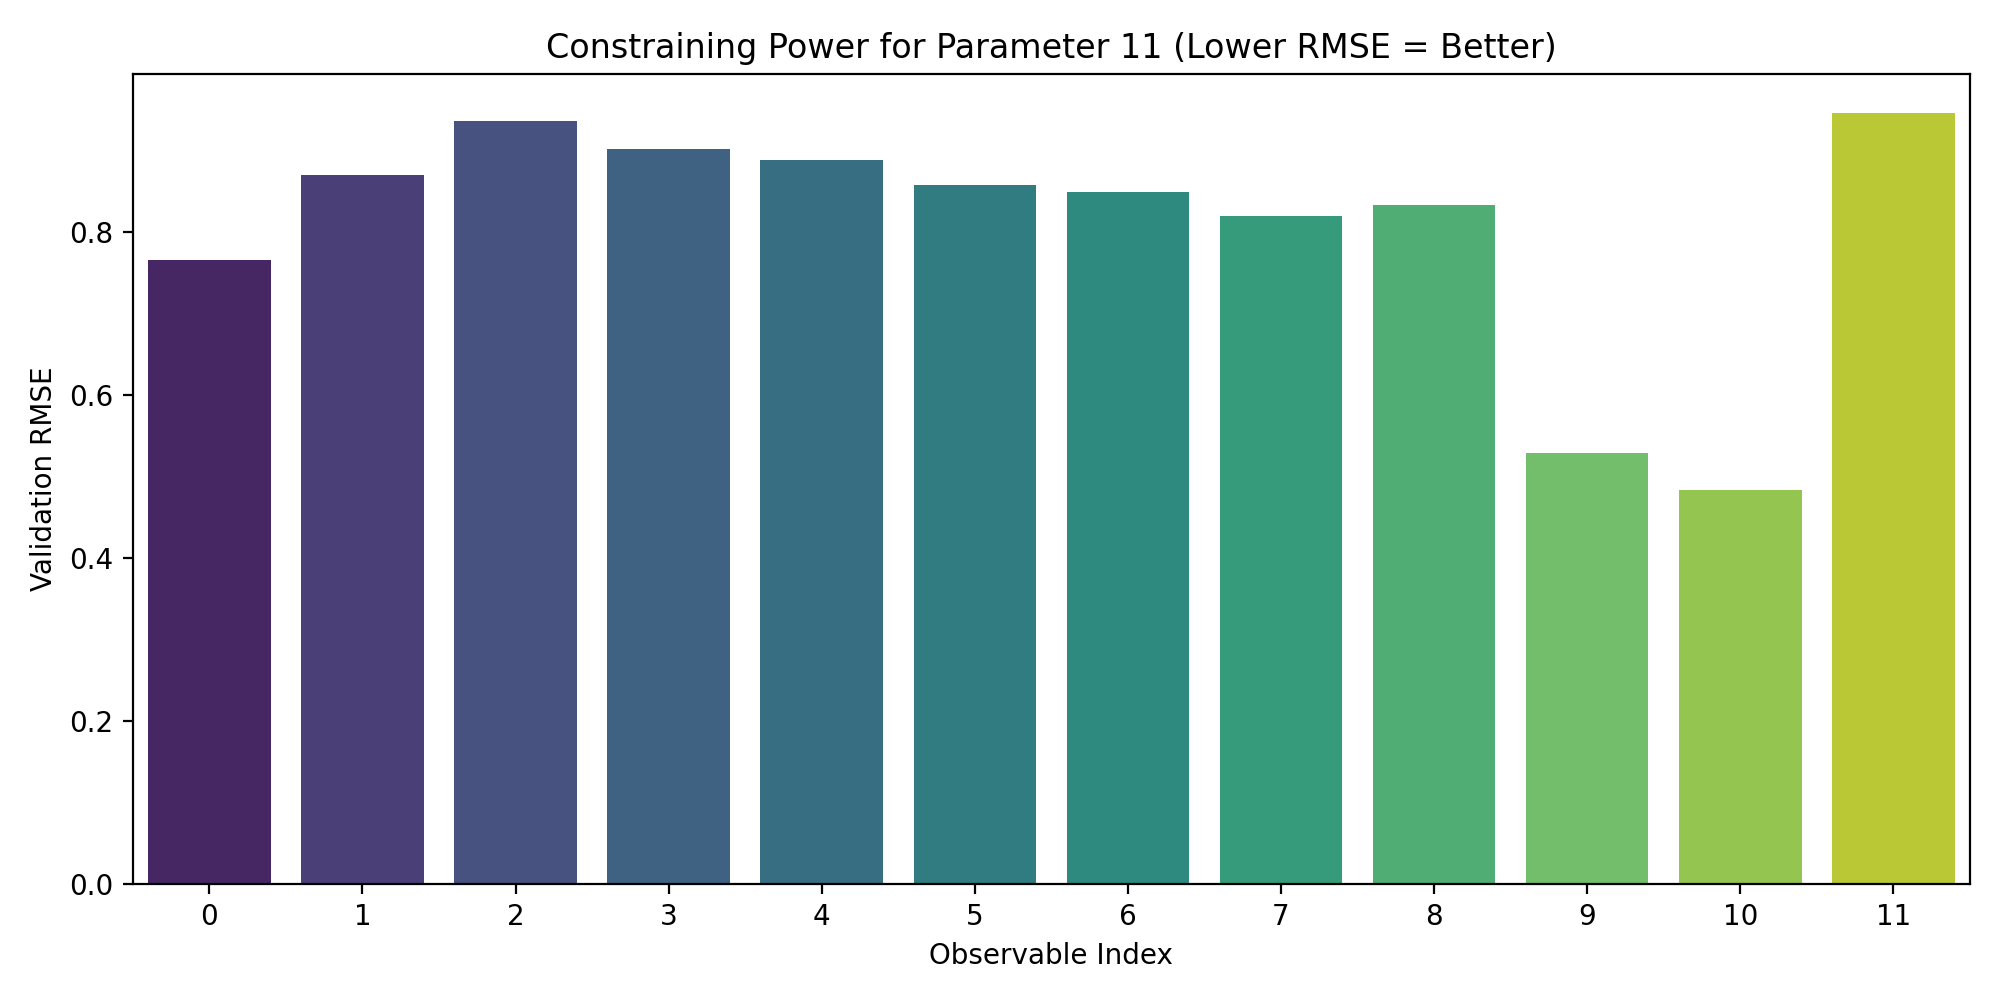 Constraining Power for Parameter 11 (Lower RMSE = Better)
Validation RMSE
0.8
0.6
0.4
0.2
0.0
0 1 2 3 4 5 6 7 8 9 10 11
Observable Index